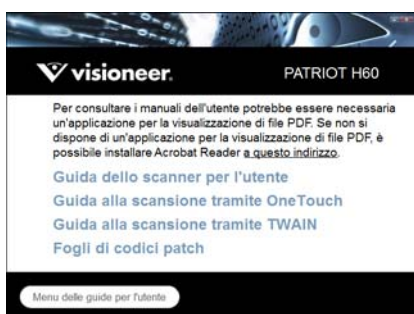 visioneer.
PATRIOT H60
Per consultare i manuali dell'utente potrebbe essere necessaria
un'applicazione per la visualizzazione di file PDF. Se non si
dispone di un'applicazione per la visualizzazione di file PDF, è
possibile installare Acrobat Reader a questo indirizzo.
Guida dello scanner per l'utente
Guida alla scansione tramite OneTouch
Guida alla scansione tramite TWAIN
Fogli di codici patch
Menu delle guide per l'utente